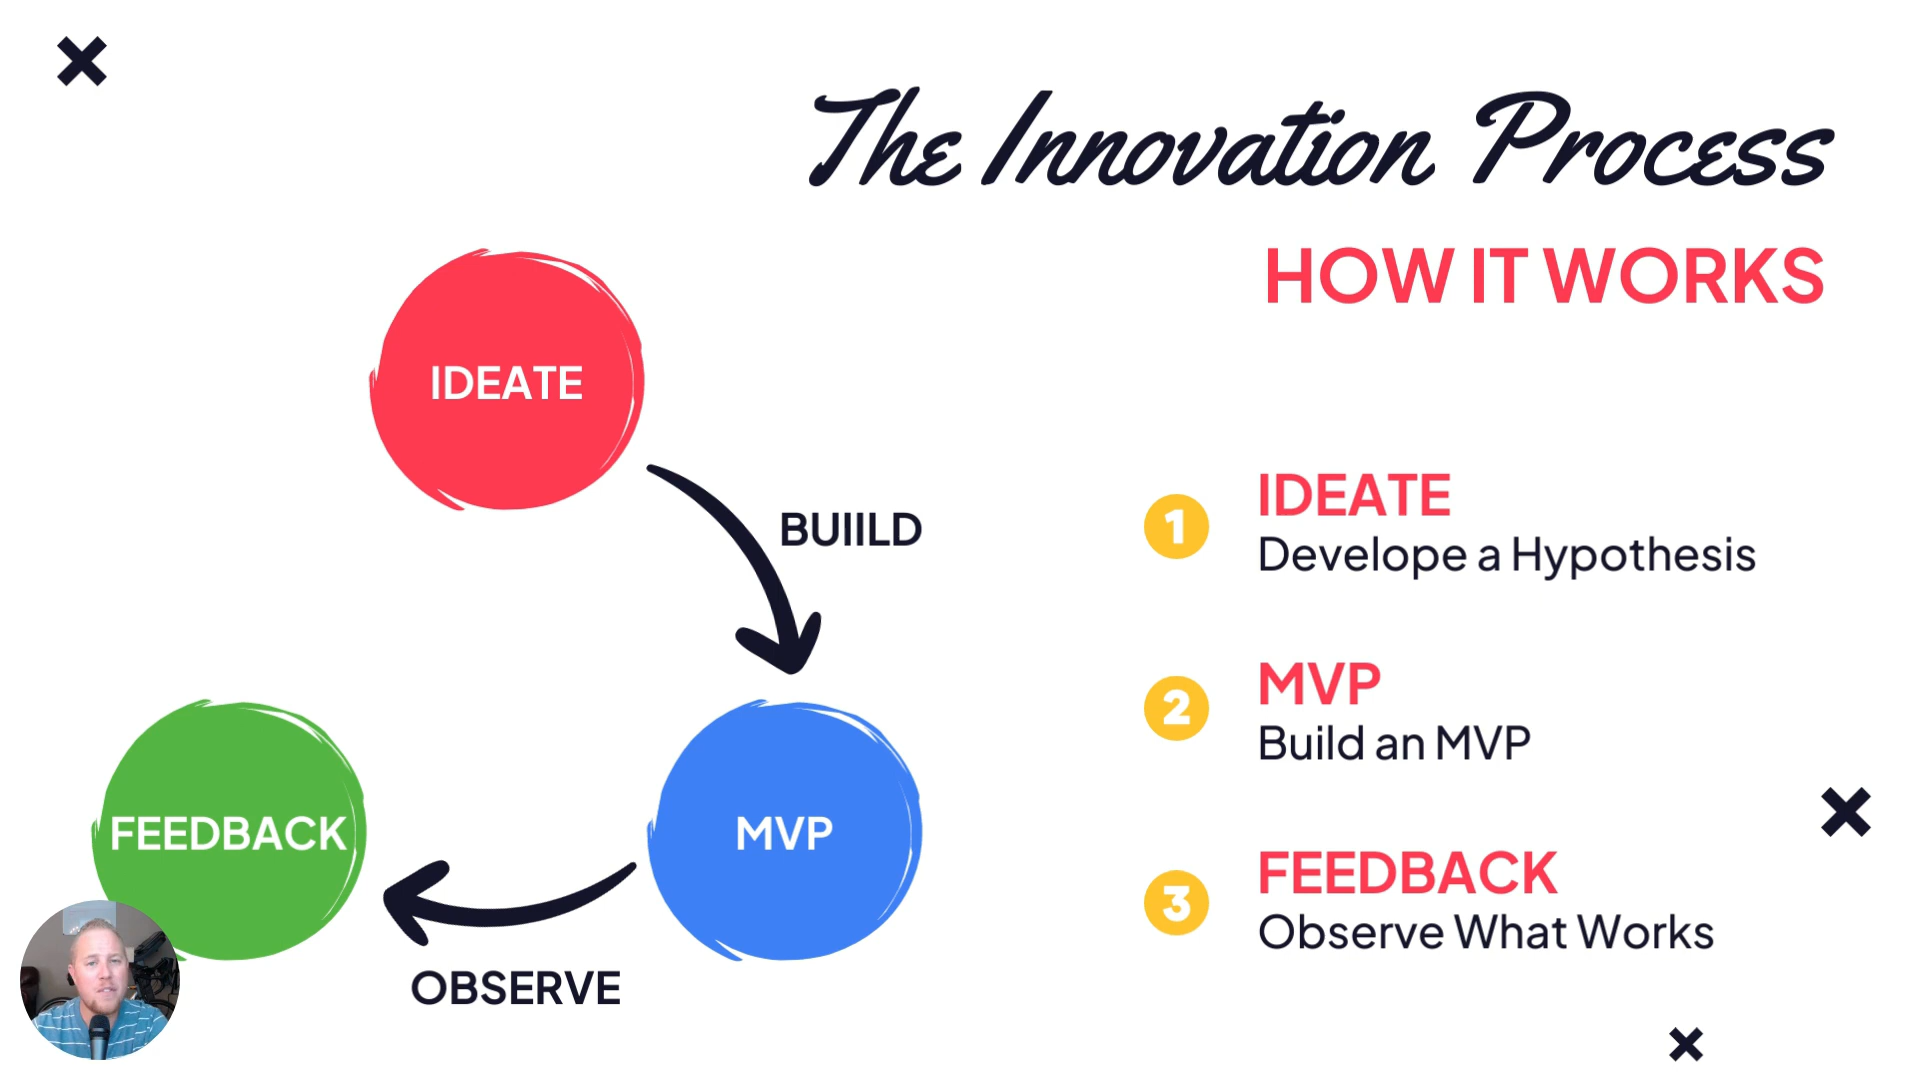 The Innovation Process
HOW IT WORKS
IDEATE
BUIILD
MVP
OBSERVE
FEEDBACK
1
IDEATE
Develope a Hypothesis
2
MVP
Build an MVP
3
FEEDBACK
Observe What Works